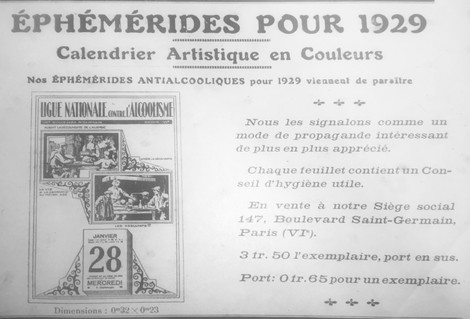 ÉPHÉMÉRIDES POUR 1929
Calendrier Artistique en Couleurs
Nos ÉPHÉMÉRIDES ANTIALCOOLIQUES pour 1929 viennent de paraître
LIGUE NATIONALE CONTRE L'ALCOOLISME
JANVIER
28
MERCREDI
Dimensions : 0m32 × 0m23
Nous les signalons comme un
mode de propagande intéressant
de plus en plus apprécié.
Chaque feuillet contient un Con-
seil d'hygiène utile.
En vente à notre Siège social
147, Boulevard Saint-Germain,
Paris (VIe).
3 fr. 50 l'exemplaire, port en sus.
Port: 0 fr. 65 pour un exemplaire.